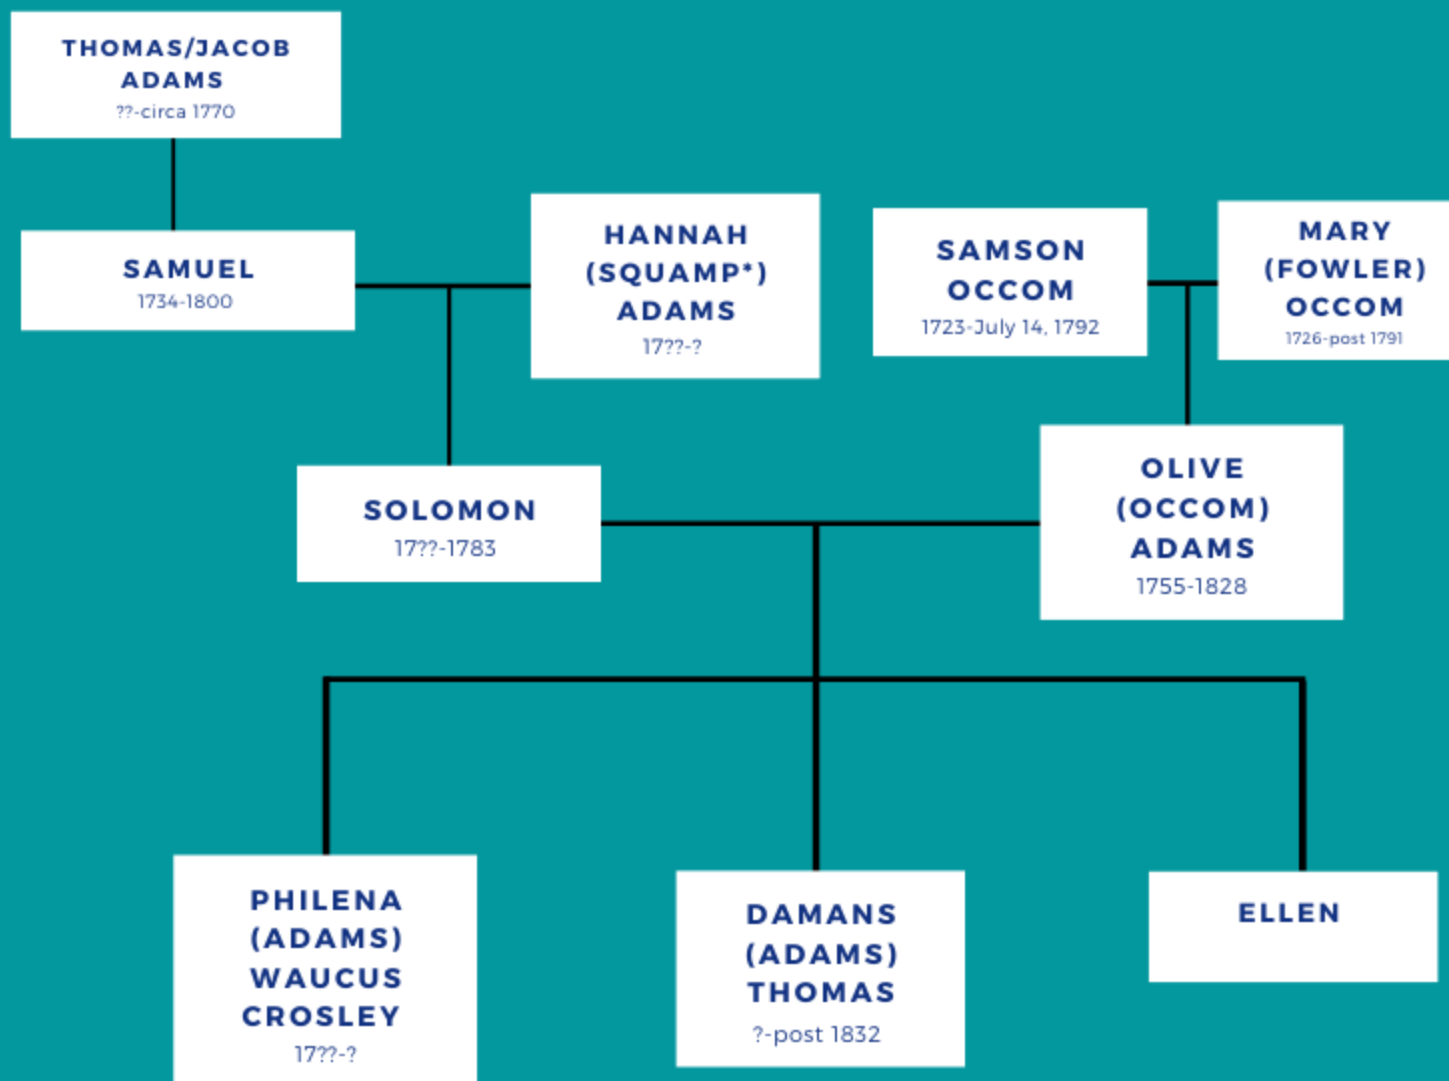 THOMAS/JACOB
ADAMS
??-circa 1770
SAMUEL
1734-1800
HANNAH
(SQUAMP*)
ADAMS
17??-?
SAMSON
OCCOM
1723-July 14, 1792
MARY
(FOWLER)
OCCOM
1726-post 1791
SOLOMON
17??-1783
OLIVE
(OCCOM)
ADAMS
1755-1828
PHILENA
(ADAMS)
WAUCUS
CROSLEY
17??-?
DAMANS
(ADAMS)
THOMAS
?-post 1832
ELLEN